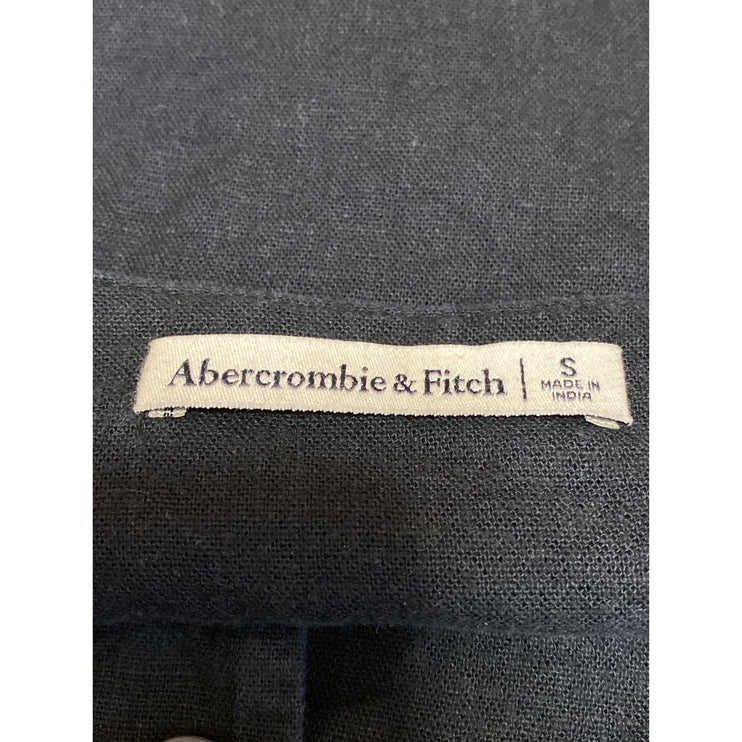 Abercrombie & Fitch | S
MADE IN
INDIA